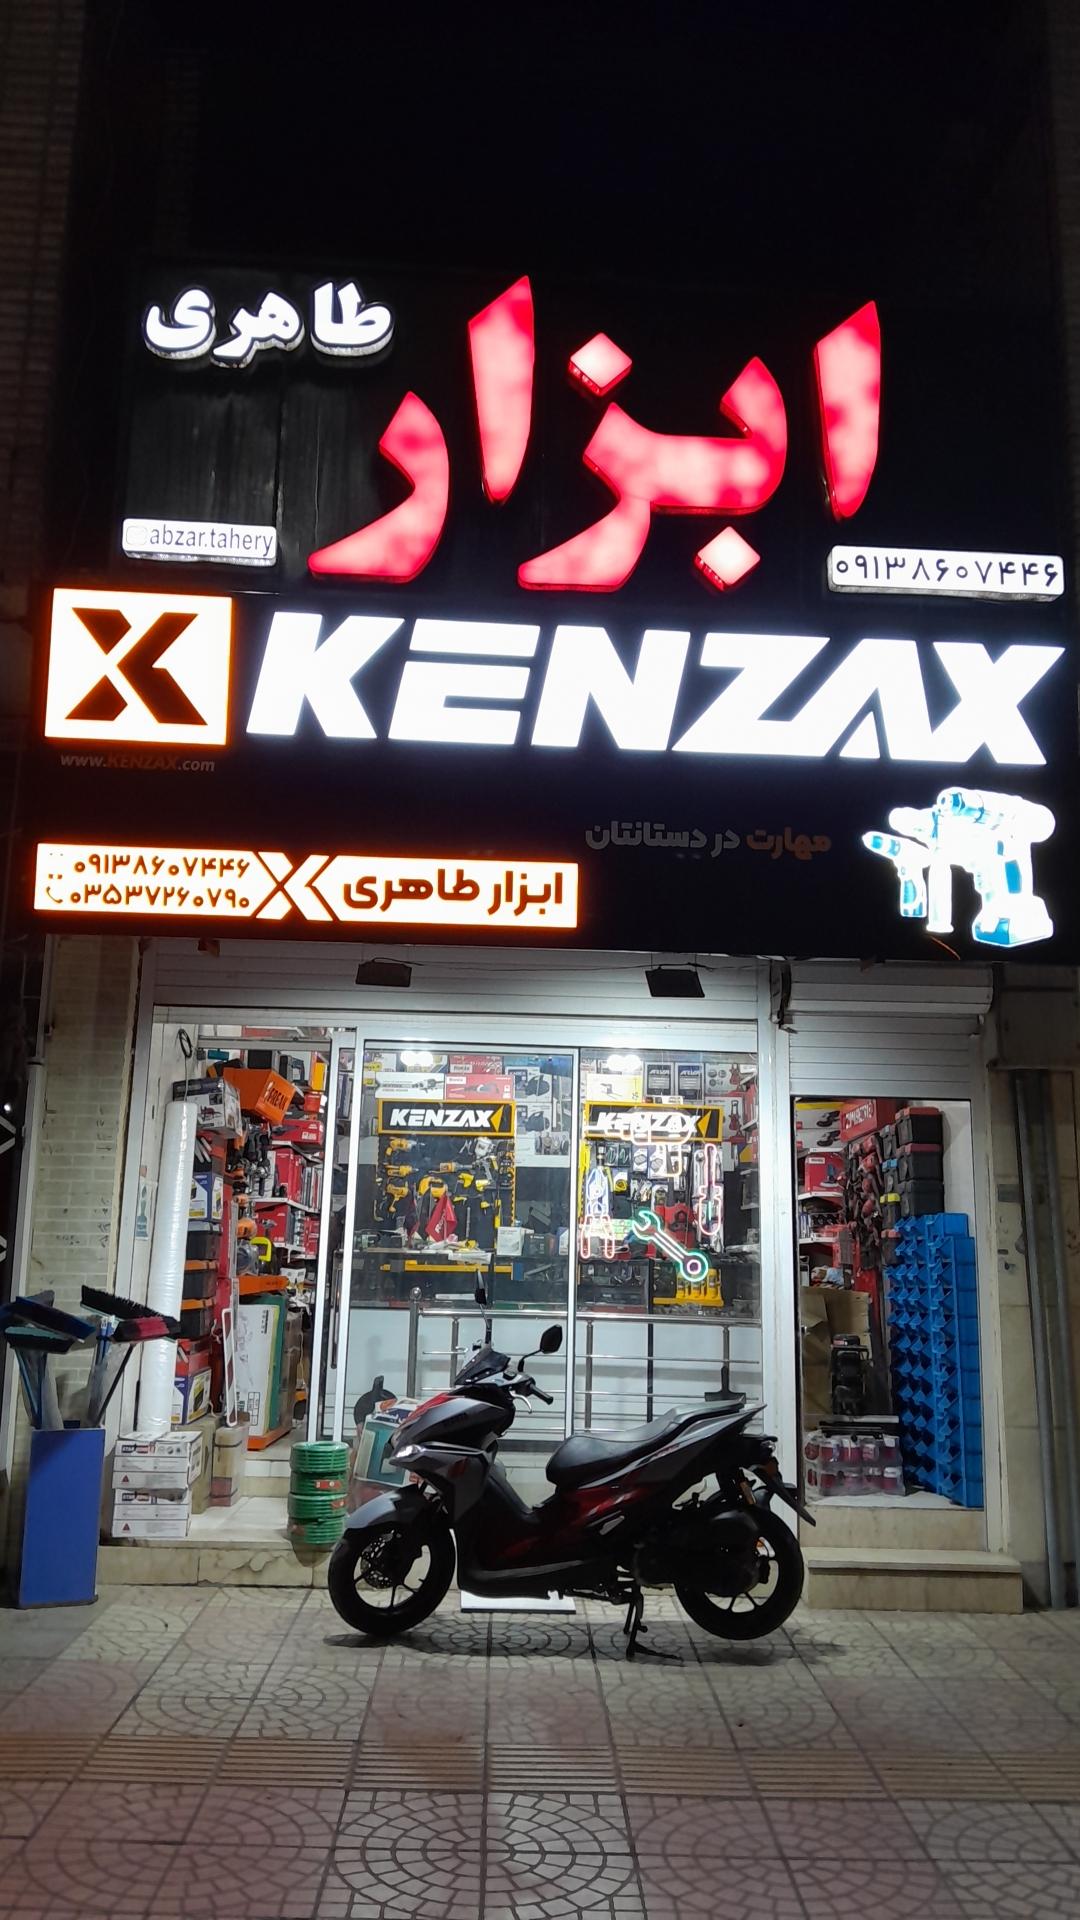 ابزار طاهری
abzar.tahery
۰۹۱۳۸۶۰۷۴۴۶
KENZAX
www.KENZAX.com
مهارت در دستانتان
ابزار طاهری
۰۹۱۳۸۶۰۷۴۴۶
۰۳۵۳۷۲۶۰۷۹۰
KENZAX
KENZAX